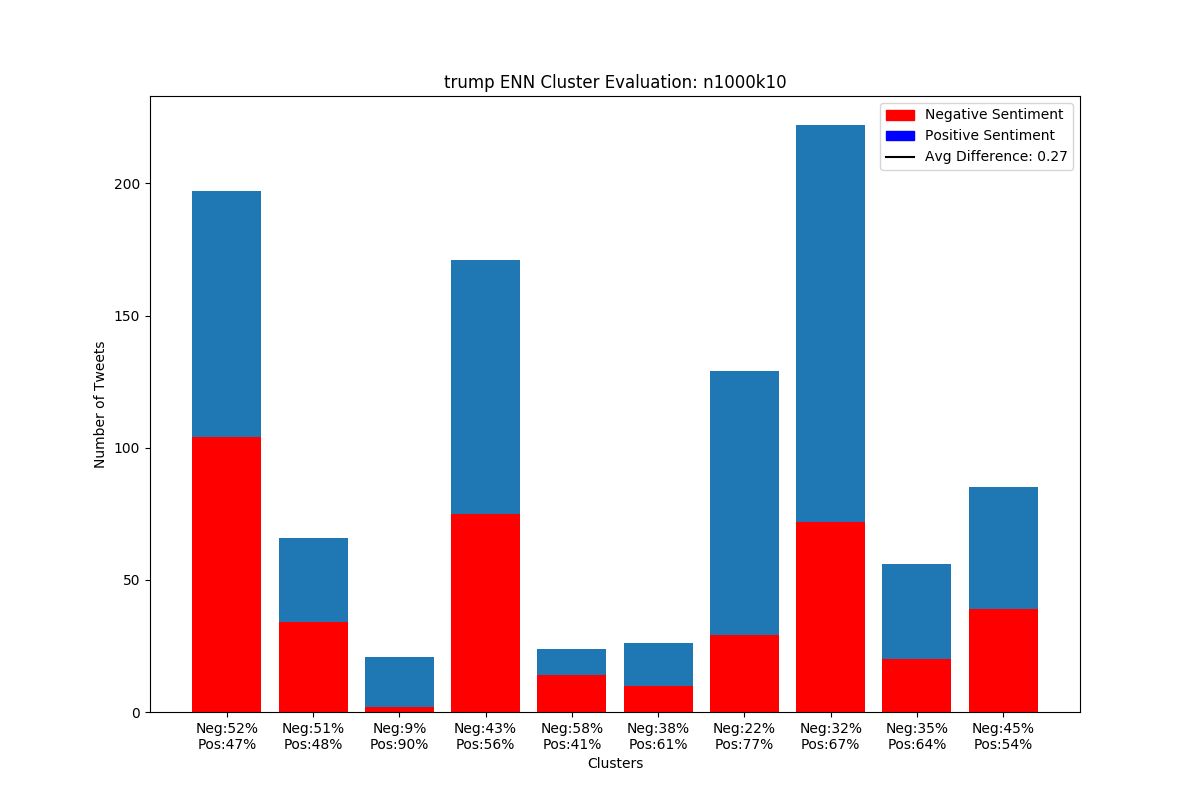 trump ENN Cluster Evaluation: n1000k10
Negative Sentiment
Positive Sentiment
Avg Difference: 0.27
Number of Tweets
200
150
100
50
0
Neg:52% Neg:51% Neg:9% Neg:43% Neg:58% Neg:38% Neg:22% Neg:32% Neg:35% Neg:45%
Pos:47% Pos:48% Pos:90% Pos:56% Pos:41% Pos:61% Pos:77% Pos:67% Pos:64% Pos:54%
Clusters